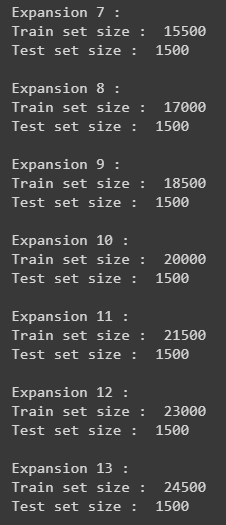 Expansion 7 :
Train set size :  15500
Test set size :  1500

Expansion 8 :
Train set size :  17000
Test set size :  1500

Expansion 9 :
Train set size :  18500
Test set size :  1500

Expansion 10 :
Train set size :  20000
Test set size :  1500

Expansion 11 :
Train set size :  21500
Test set size :  1500

Expansion 12 :
Train set size :  23000
Test set size :  1500

Expansion 13 :
Train set size :  24500
Test set size :  1500